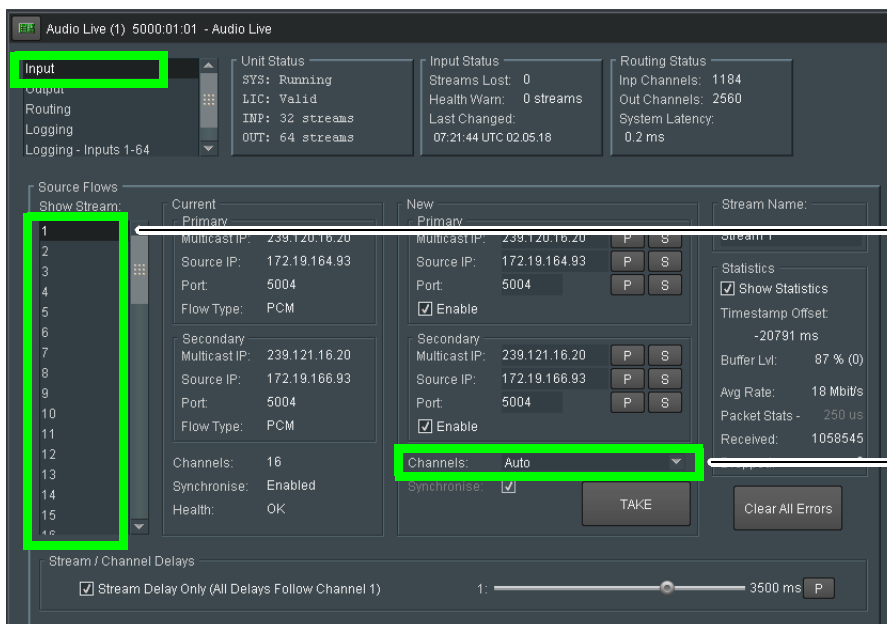 Audio Live (1) 5000:01:01 - Audio Live
Input
Output
Routing
Logging
Logging - Inputs 1-64
Unit Status
SYS: Running
LIC: Valid
INP: 32 streams
OUT: 64 streams
Input Status
Streams Lost: 0
Health Warn: 0 streams
Last Changed:
07:21:44 UTC 02.05.18
Routing Status
Inp Channels: 1184
Out Channels: 2560
System Latency:
0.2 ms
Source Flows
Show Stream:
1
2
3
4
5
6
7
8
9
10
11
12
13
14
15
16
Current
Primary
Multicast IP: 239.120.16.20
Source IP: 172.19.164.93
Port: 5004
Flow Type: PCM
Secondary
Multicast IP: 239.121.16.20
Source IP: 172.19.166.93
Port: 5004
Flow Type: PCM
Channels: 16
Synchronise: Enabled
Health: OK
New
Primary
Multicast IP: 239.120.16.20 P S
Source IP: 172.19.164.93 P S
Port: 5004 P S
Enable
Secondary
Multicast IP: 239.121.16.20 P S
Source IP: 172.19.166.93 P S
Port: 5004 P S
Enable
Channels: Auto
Synchronise:
TAKE
Stream Name:
Stream 1
Statistics
Show Statistics
Timestamp Offset:
-20791 ms
Buffer Lvl: 87 % (0)
Avg Rate: 18 Mbit/s
Packet Stats - 250 us
Received: 1058545
Clear All Errors
Stream / Channel Delays
Stream Delay Only (All Delays Follow Channel 1)
1: 3500 ms P